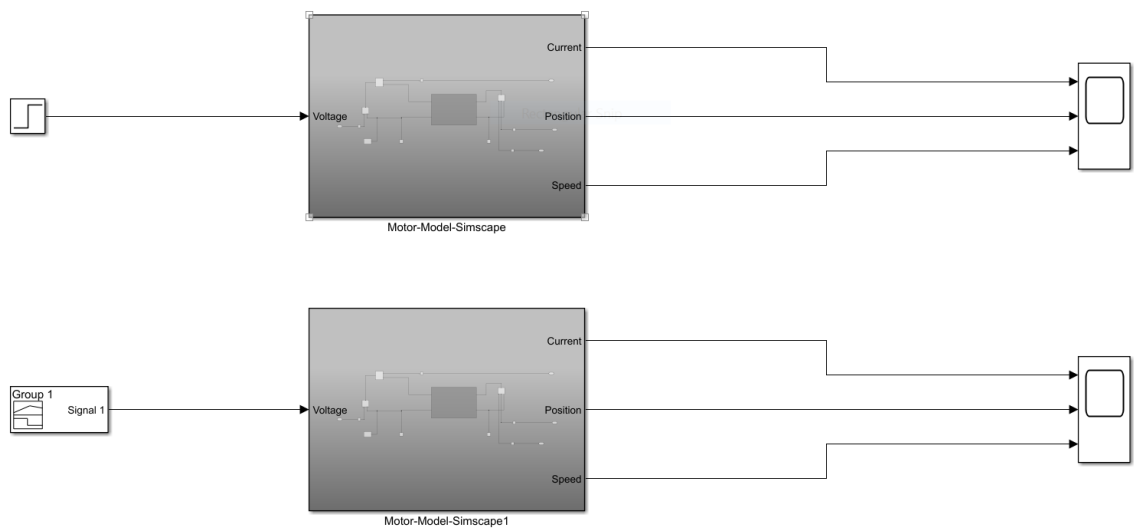 Current
Voltage
Position
Speed
Motor-Model-Simscape
Current
Group 1
Signal 1
Voltage
Position
Speed
Motor-Model-Simscape1